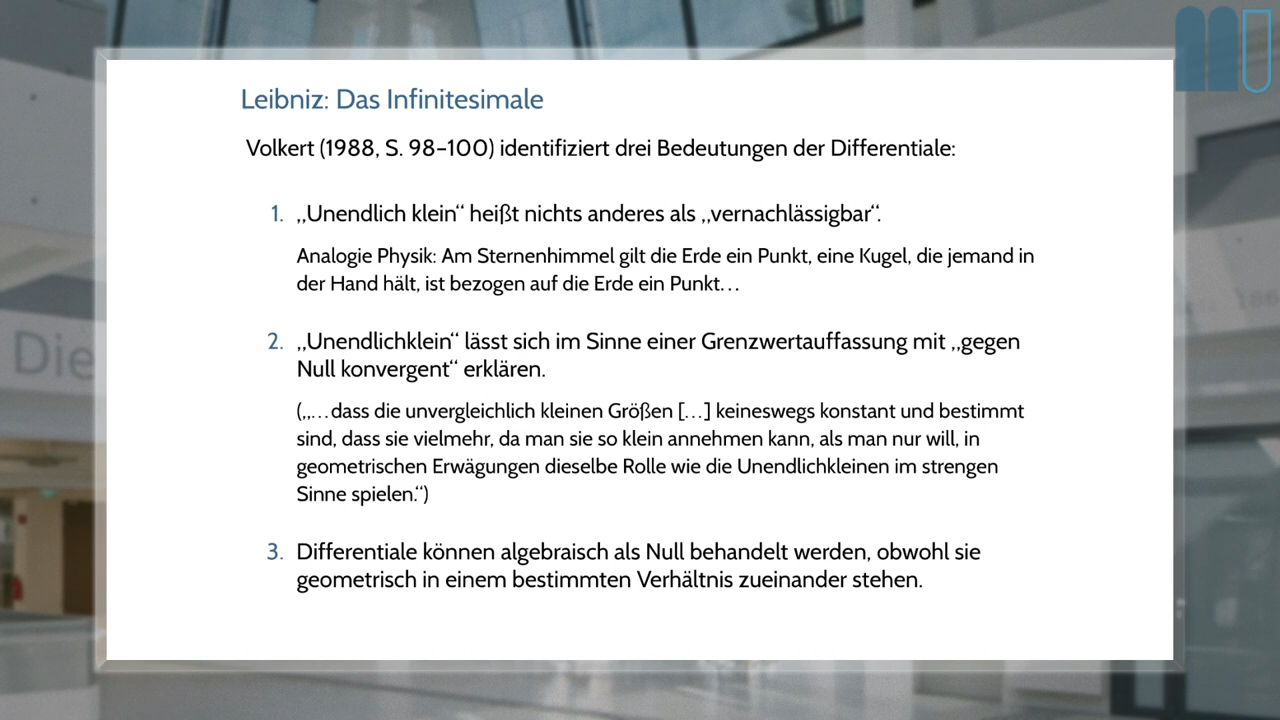 Leibniz: Das Infinitesimale
Volkert (1988, S. 98–100) identifiziert drei Bedeutungen der Differentiale:
1. „Unendlich klein“ heißt nichts anderes als „vernachlässigbar“.
Analogie Physik: Am Sternenhimmel gilt die Erde ein Punkt, eine Kugel, die jemand in
der Hand hält, ist bezogen auf die Erde ein Punkt…
2. „Unendlichklein“ lässt sich im Sinne einer Grenzwertauffassung mit „gegen
Null konvergent“ erklären.
(„…dass die unvergleichlich kleinen Größen […] keineswegs konstant und bestimmt
sind, dass sie vielmehr, da man sie so klein annehmen kann, als man nur will, in
geometrischen Erwägungen dieselbe Rolle wie die Unendlichkleinen im strengen
Sinne spielen.“)
3. Differentiale können algebraisch als Null behandelt werden, obwohl sie
geometrisch in einem bestimmten Verhältnis zueinander stehen.
Die